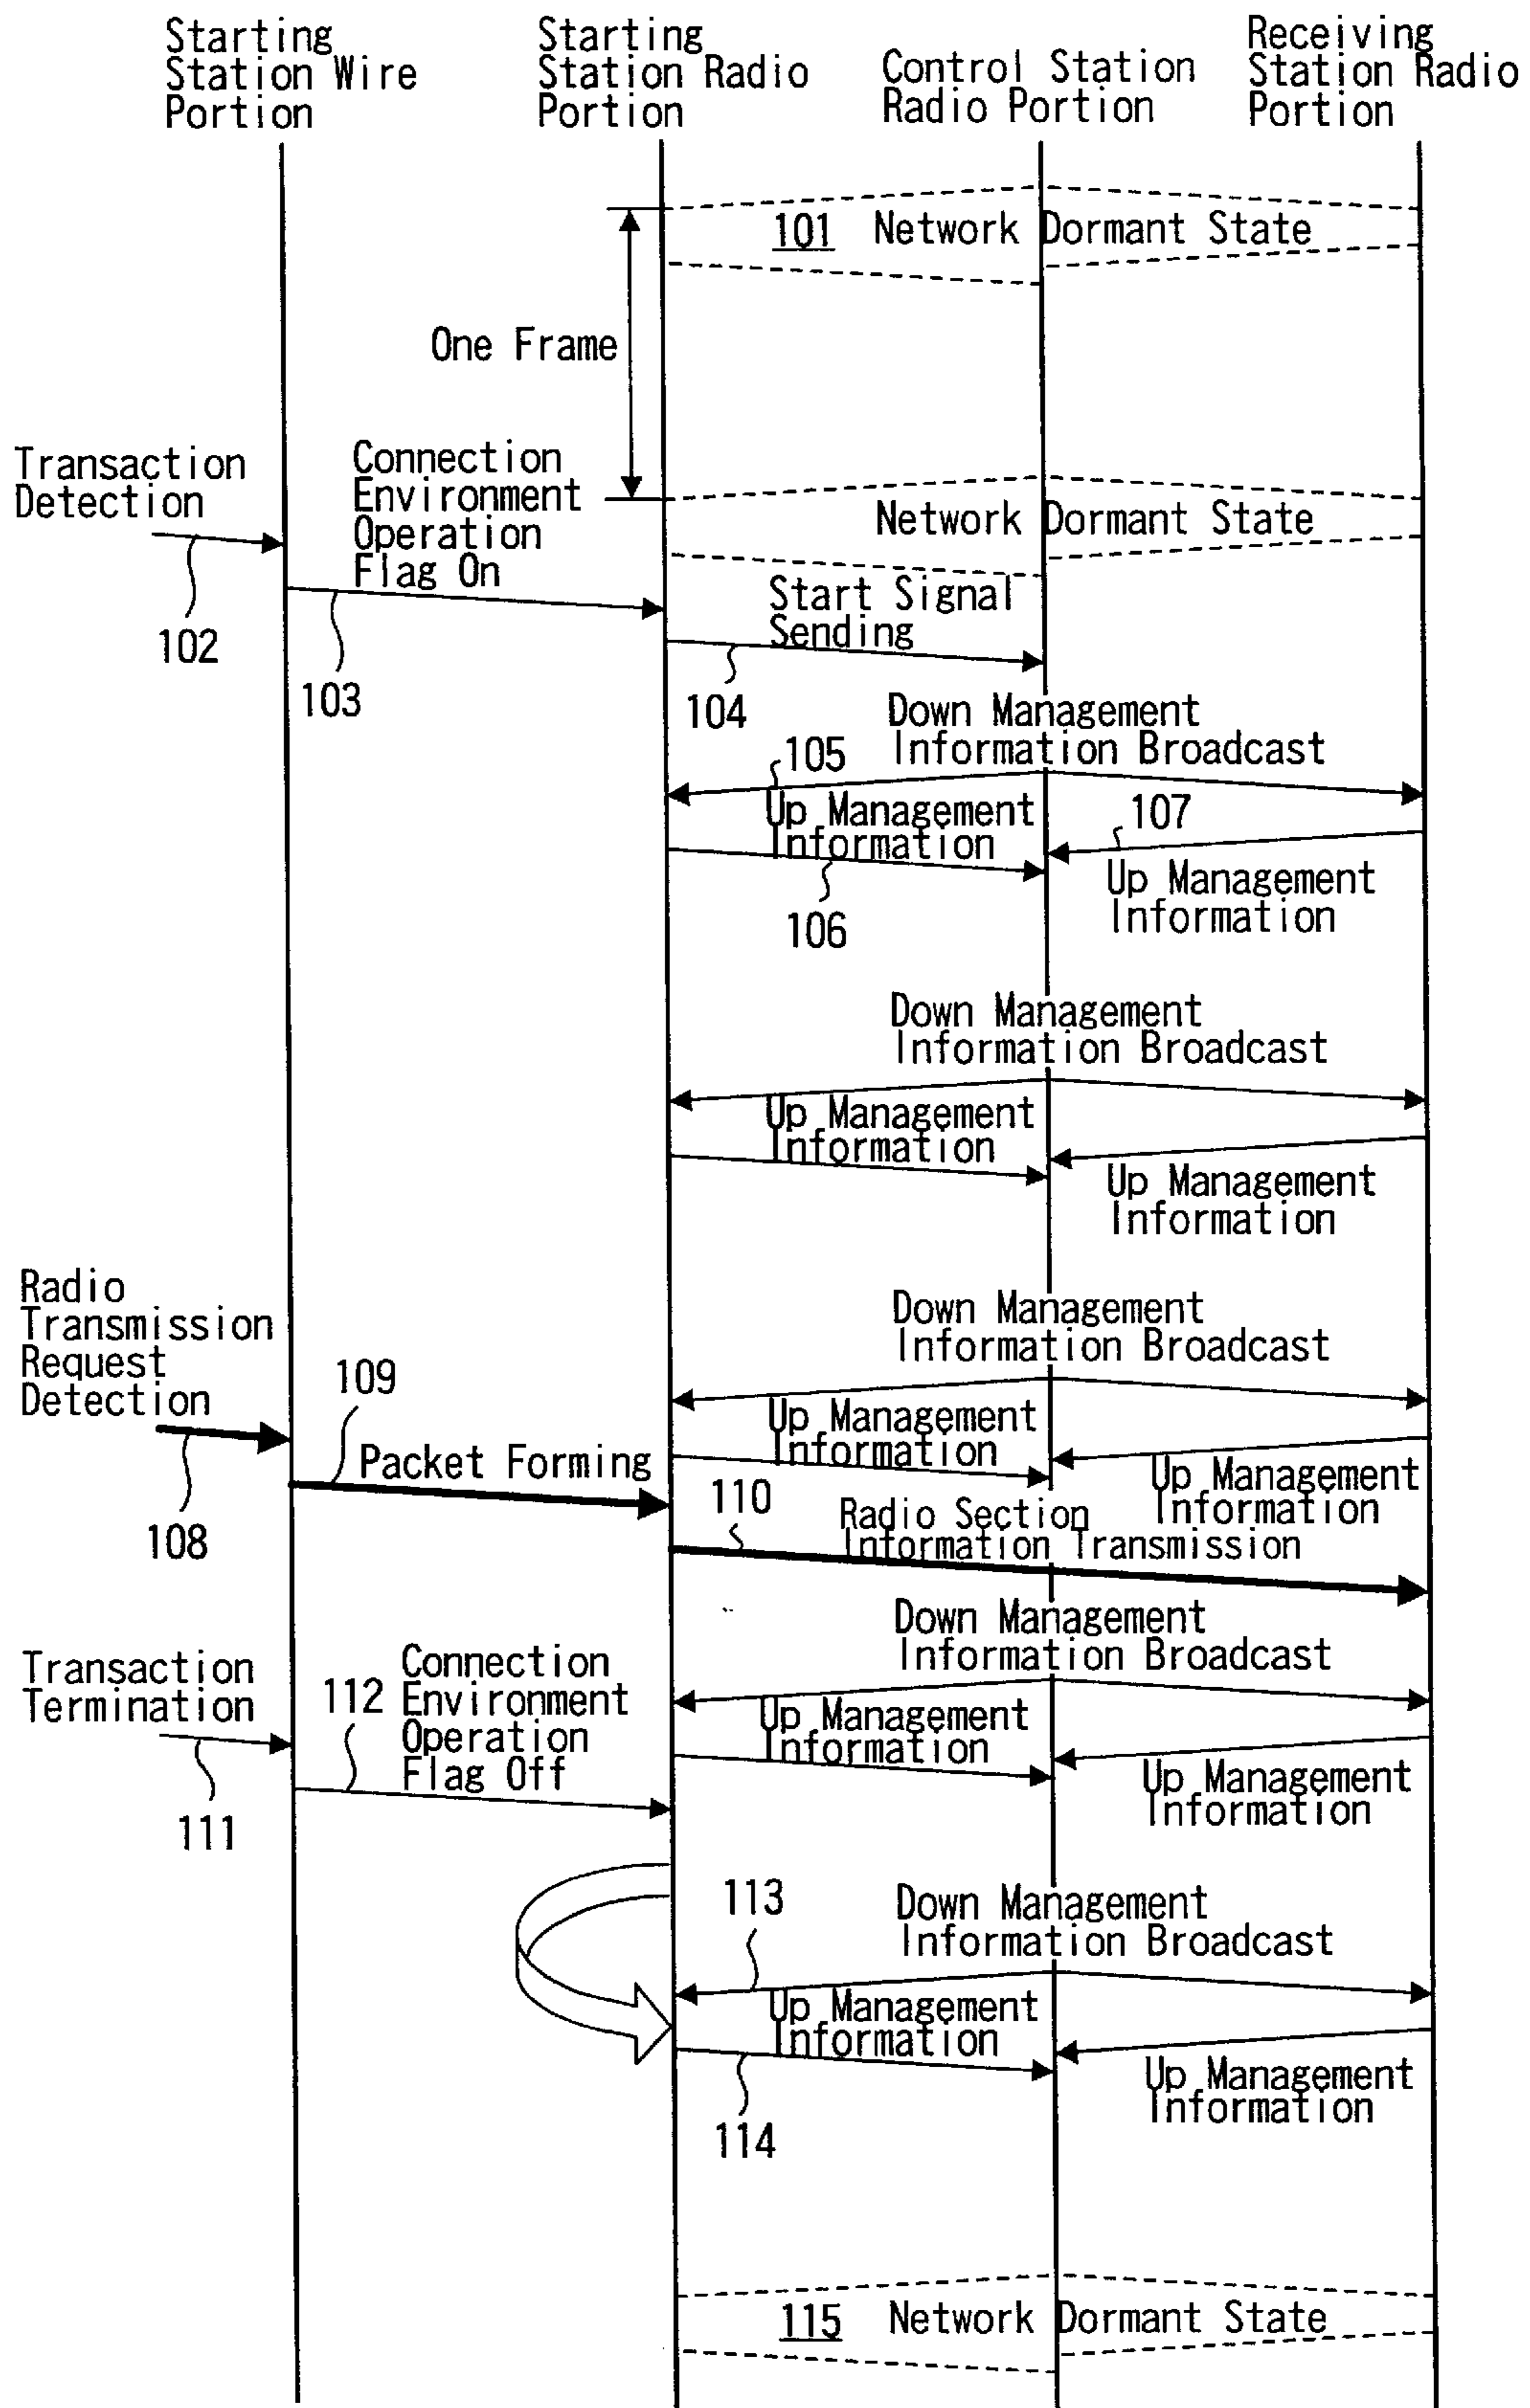 Starting
Station Wire
Portion
Starting
Station Radio
Portion
Control Station
Radio Portion
Receiving
Station Radio
Portion
101 Network Dormant State
One Frame
Transaction
Detection
Connection
Environment
Operation
Flag On
Network Dormant State
102
103
Start Signal
Sending
104
Down Management
Information Broadcast
105
Up Management
Information
107
106
Up Management
Information
Down Management
Information Broadcast
Up Management
Information
Up Management
Information
Radio
Transmission
Request
Detection
Down Management
Information Broadcast
109
Up Management
Information
108
Packet Forming
Up Management
Information
110
Radio Section
Information Transmission
Down Management
Information Broadcast
Transaction
Termination
112
Connection
Environment
Operation
Flag Off
Up Management
Information
Up Management
Information
111
113
Down Management
Information Broadcast
Up Management
Information
Up Management
Information
114
115 Network Dormant State